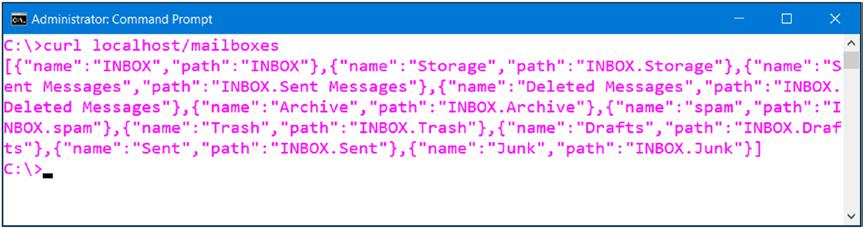 Administrator: Command Prompt
C:\>curl localhost/mailboxes
[{"name":"INBOX","path":"INBOX"},{"name":"Storage","path":"INBOX.Storage"},{"name":"S
ent Messages","path":"INBOX.Sent Messages"},{"name":"Deleted Messages","path":"INBOX.
Deleted Messages"},{"name":"Archive","path":"INBOX.Archive"},{"name":"spam","path":"I
NBOX.spam"},{"name":"Trash","path":"INBOX.Trash"},{"name":"Drafts","path":"INBOX.Draf
ts"},{"name":"Sent","path":"INBOX.Sent"},{"name":"Junk","path":"INBOX.Junk"}]
C:\>